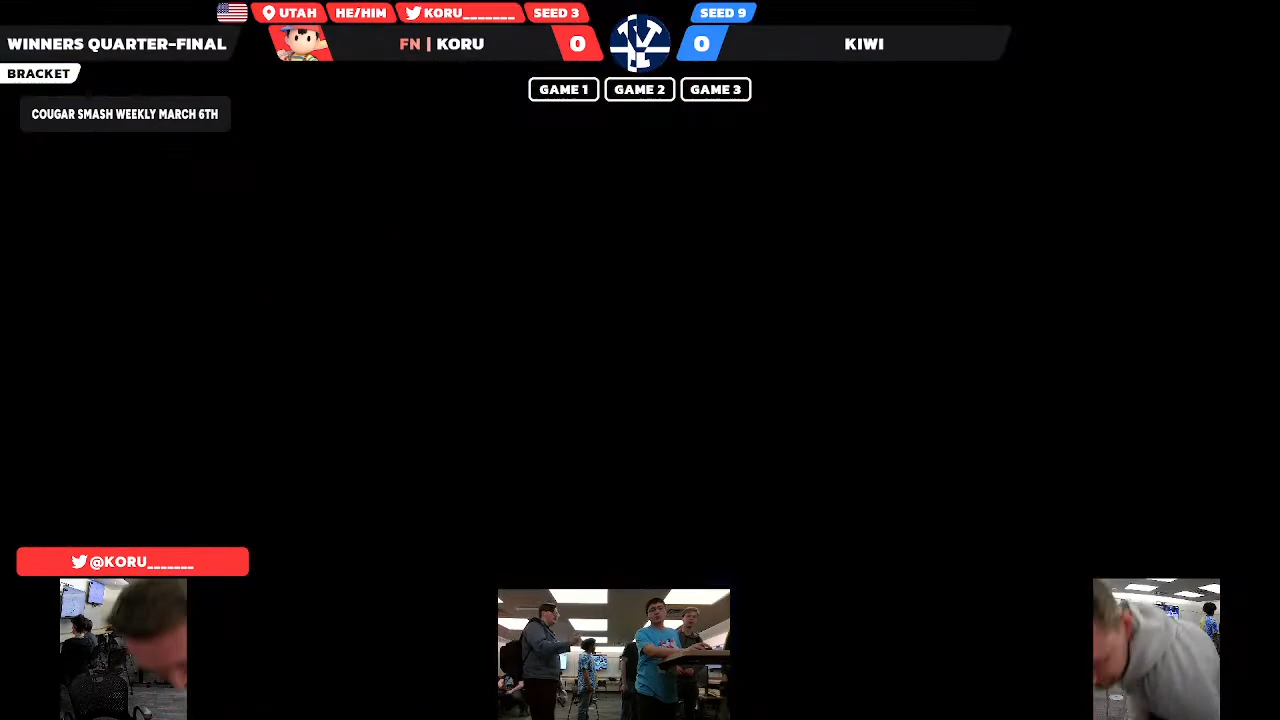 UTAH HE/HIM KORU_______ SEED 3 SEED 9
WINNERS QUARTER-FINAL FN | KORU 0 0 KIWI
BRACKET
GAME 1 GAME 2 GAME 3
COUGAR SMASH WEEKLY MARCH 6TH
@KORU_______